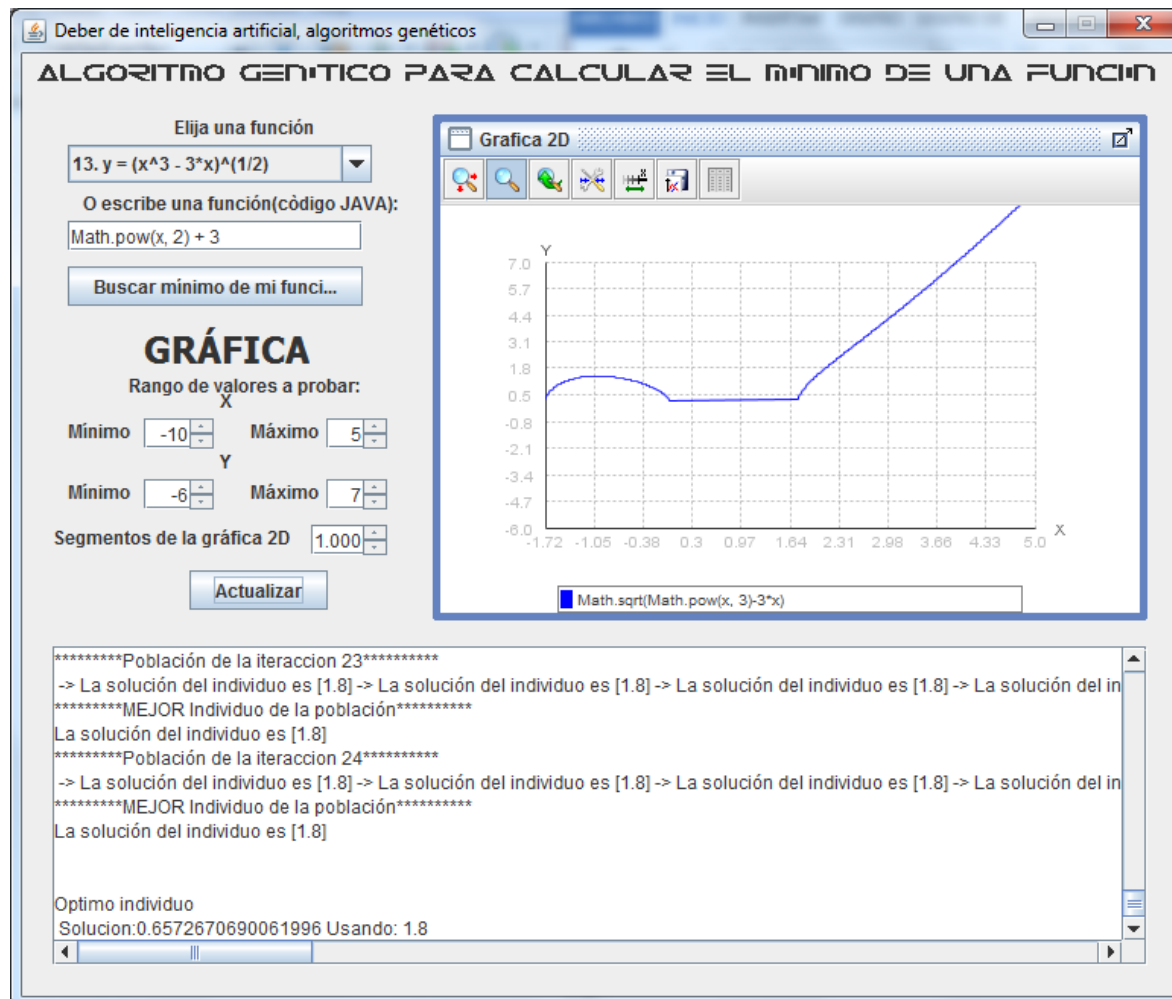 Deber de inteligencia artificial, algoritmos genéticos
ALGORITMO GENITICO PARA CALCULAR EL MINIMO DE UNA FUNCIIN
Elija una función
13. y = (x^3 - 3*x)^(1/2)
O escribe una función(còdigo JAVA):
Math.pow(x, 2) + 3
Buscar mínimo de mi funci...
GRÁFICA
Rango de valores a probar:
X
Mínimo -10 Máximo 5
Y
Mínimo -6 Máximo 7
Segmentos de la gráfica 2D 1.000
Actualizar
Grafica 2D
Y
7.0
5.7
4.4
3.1
1.8
0.5
-0.8
-2.1
-3.4
-4.7
-6.0
-1.72 -1.05 -0.38 0.3 0.97 1.64 2.31 2.98 3.66 4.33 5.0 X
Math.sqrt(Math.pow(x, 3)-3*x)
*********Población de la iteraccion 23**********
-> La solución del individuo es [1.8] -> La solución del individuo es [1.8] -> La solución del individuo es [1.8] -> La solución del in
*********MEJOR Individuo de la población**********
La solución del individuo es [1.8]
*********Población de la iteraccion 24**********
-> La solución del individuo es [1.8] -> La solución del individuo es [1.8] -> La solución del individuo es [1.8] -> La solución del in
*********MEJOR Individuo de la población**********
La solución del individuo es [1.8]
Optimo individuo
Solucion:0.6572670690061996 Usando: 1.8